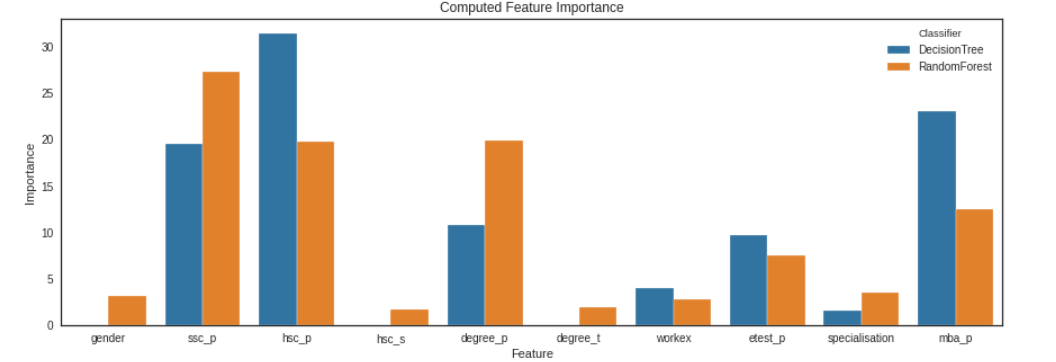 Computed Feature Importance
Classifier
DecisionTree
RandomForest
Importance
30
25
20
15
10
5
0
gender ssc_p hsc_p hsc_s degree_p degree_t workex etest_p specialisation mba_p
Feature